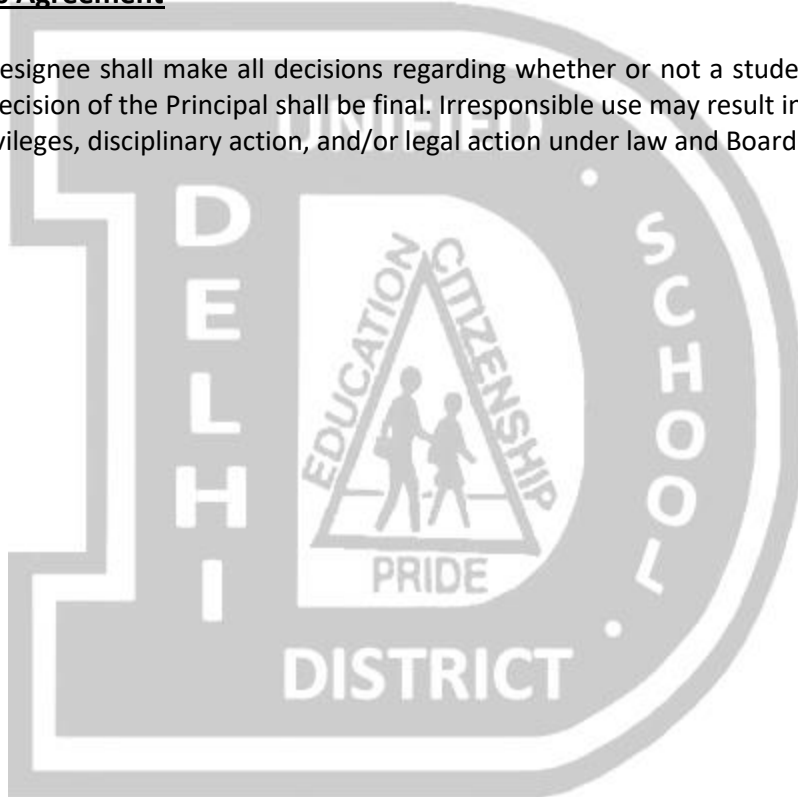 Agreement
esignee shall make all decisions regarding whether or not a stude
ecision of the Principal shall be final. Irresponsible use may result in
vileges, disciplinary action, and/or legal action under law and Board
UNIFIED
DELHI
SCHOOL
DISTRICT
EDUCATION
CITIZENSHIP
PRIDE